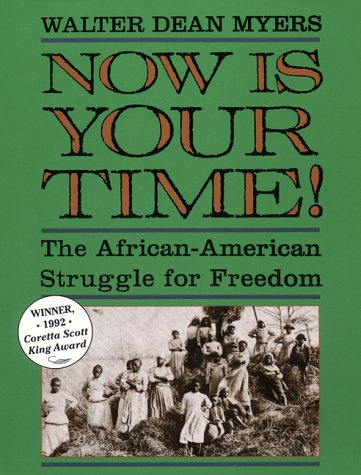 WALTER DEAN MYERS
NOW IS
YOUR
TIME!
The African-American
Struggle for Freedom
WINNER,
• 1992 •
Coretta Scott
King Award